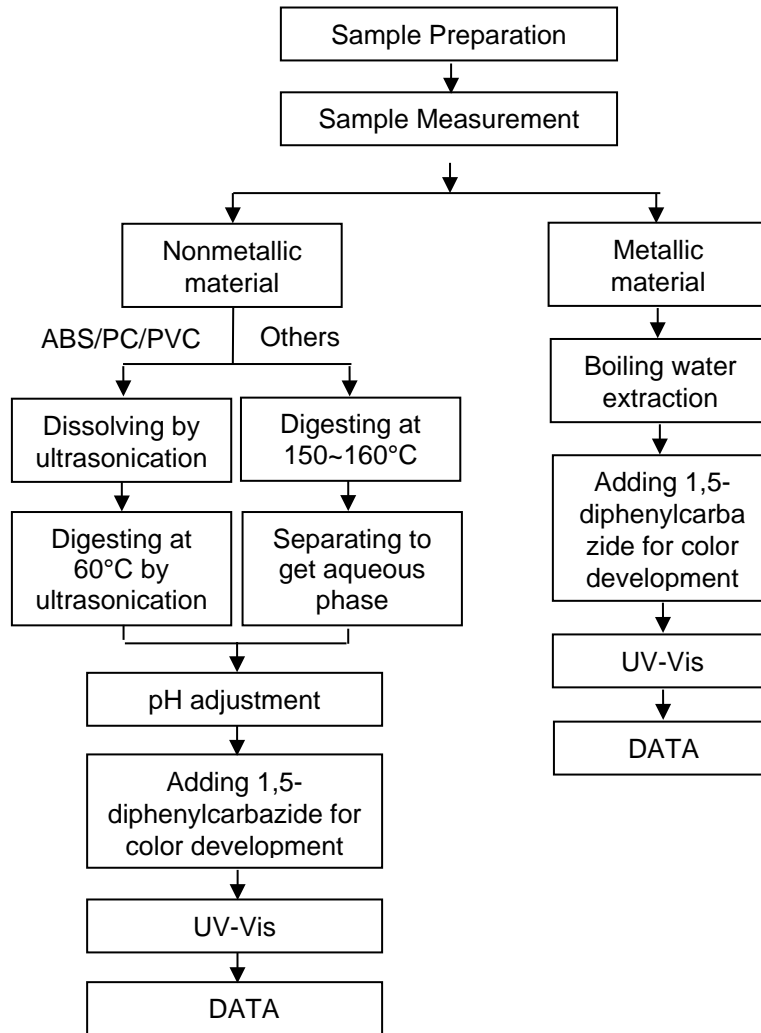 Sample Preparation
Sample Measurement
Nonmetallic
material
Metallic
material
ABS/PC/PVC
Others
Boiling water
extraction
Dissolving by
ultrasonication
Digesting at
150~160°C
Adding 1,5-
diphenylcarba
zide for color
development
Digesting at
60°C by
ultrasonication
Separating to
get aqueous
phase
UV-Vis
pH adjustment
DATA
Adding 1,5-
diphenylcarbazide for
color development
UV-Vis
DATA